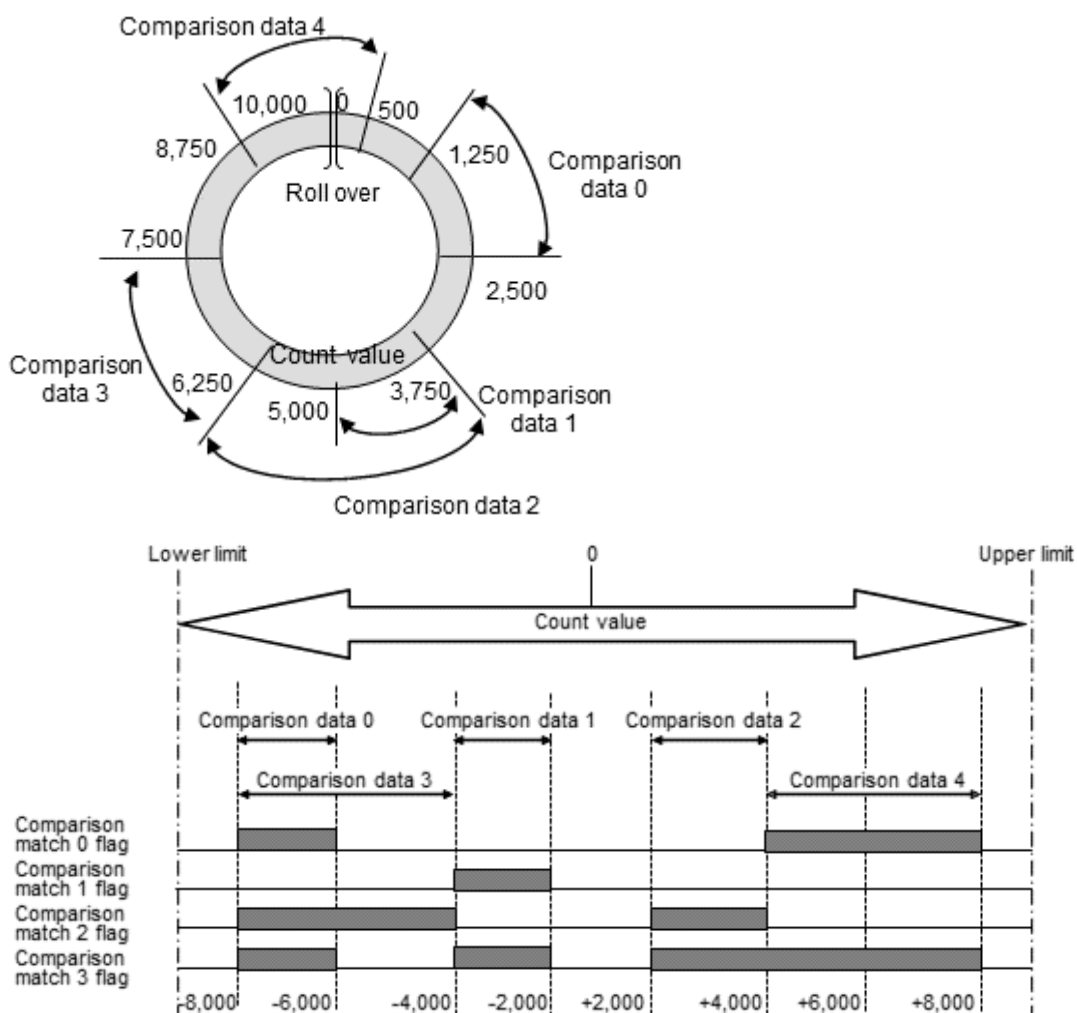 Comparison data 4
10,000
0
500
8,750
1,250
Comparison
data 0
Roll over
7,500
2,500
Count value
Comparison
data 3
6,250
3,750
5,000
Comparison
data 1
Comparison data 2
Lower limit
0
Upper limit
Count value
Comparison data 0
Comparison data 1
Comparison data 2
Comparison data 3
Comparison data 4
Comparison
match 0 flag
Comparison
match 1 flag
Comparison
match 2 flag
Comparison
match 3 flag
-8,000
-6,000
-4,000
-2,000
+2,000
+4,000
+6,000
+8,000